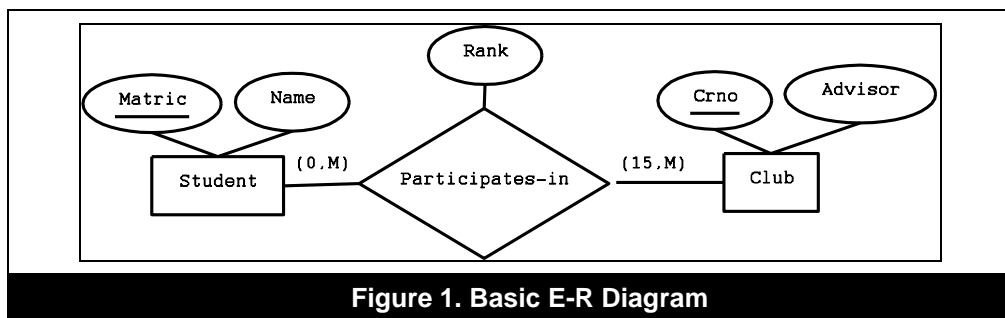 Rank
Matric
Name
Crno
Advisor
Student
(0,M)
Participates-in
(15,M)
Club
Figure 1. Basic E-R Diagram